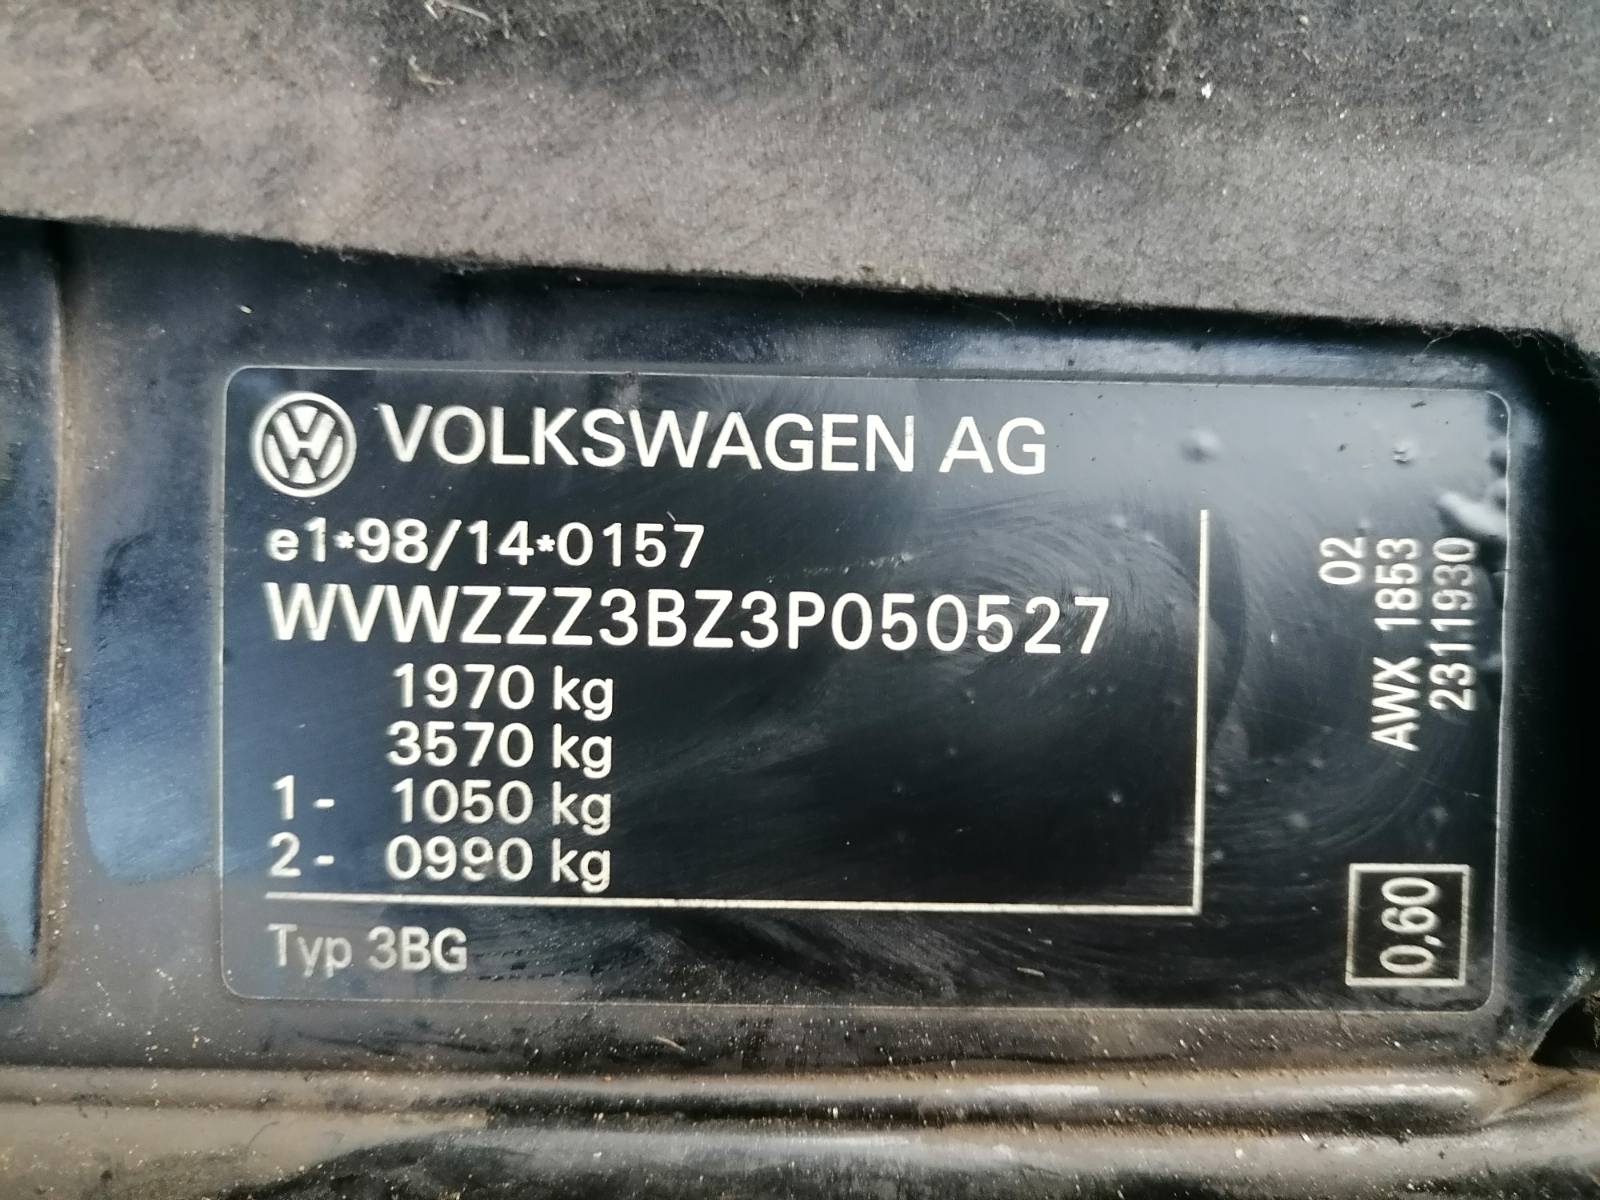 VOLKSWAGEN AG
e1*98/14*0157
WVWZZZ3BZ3P050527
1970 kg
3570 kg
1- 1050 kg
2- 0990 kg
Typ 3BG
02
AWX 1853
2311930
0,60